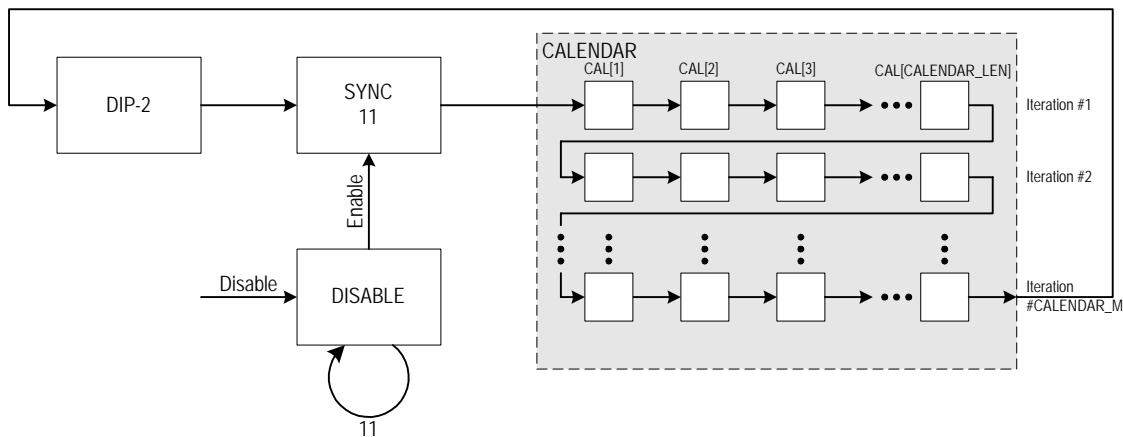 CALENDAR
CAL[1]
CAL[2]
CAL[3]
CAL[CALENDAR_LEN]
DIP-2
SYNC
11
Iteration #1
Enable
Iteration #2
Disable
DISABLE
Iteration
#CALENDAR_M
11